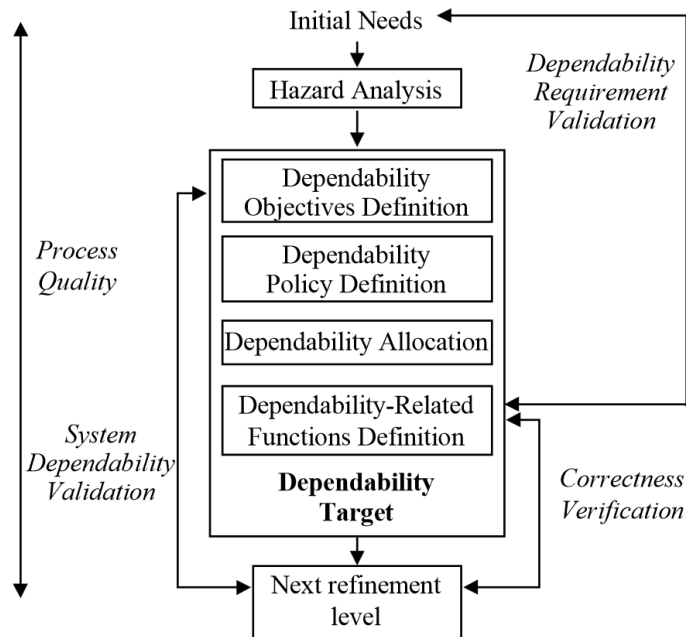 Initial Needs
Hazard Analysis
Dependability
Requirement
Validation
Dependability
Objectives Definition
Process
Quality
Dependability
Policy Definition
Dependability Allocation
Dependability-Related
Functions Definition
System
Dependability
Validation
Dependability
Target
Correctness
Verification
Next refinement
level